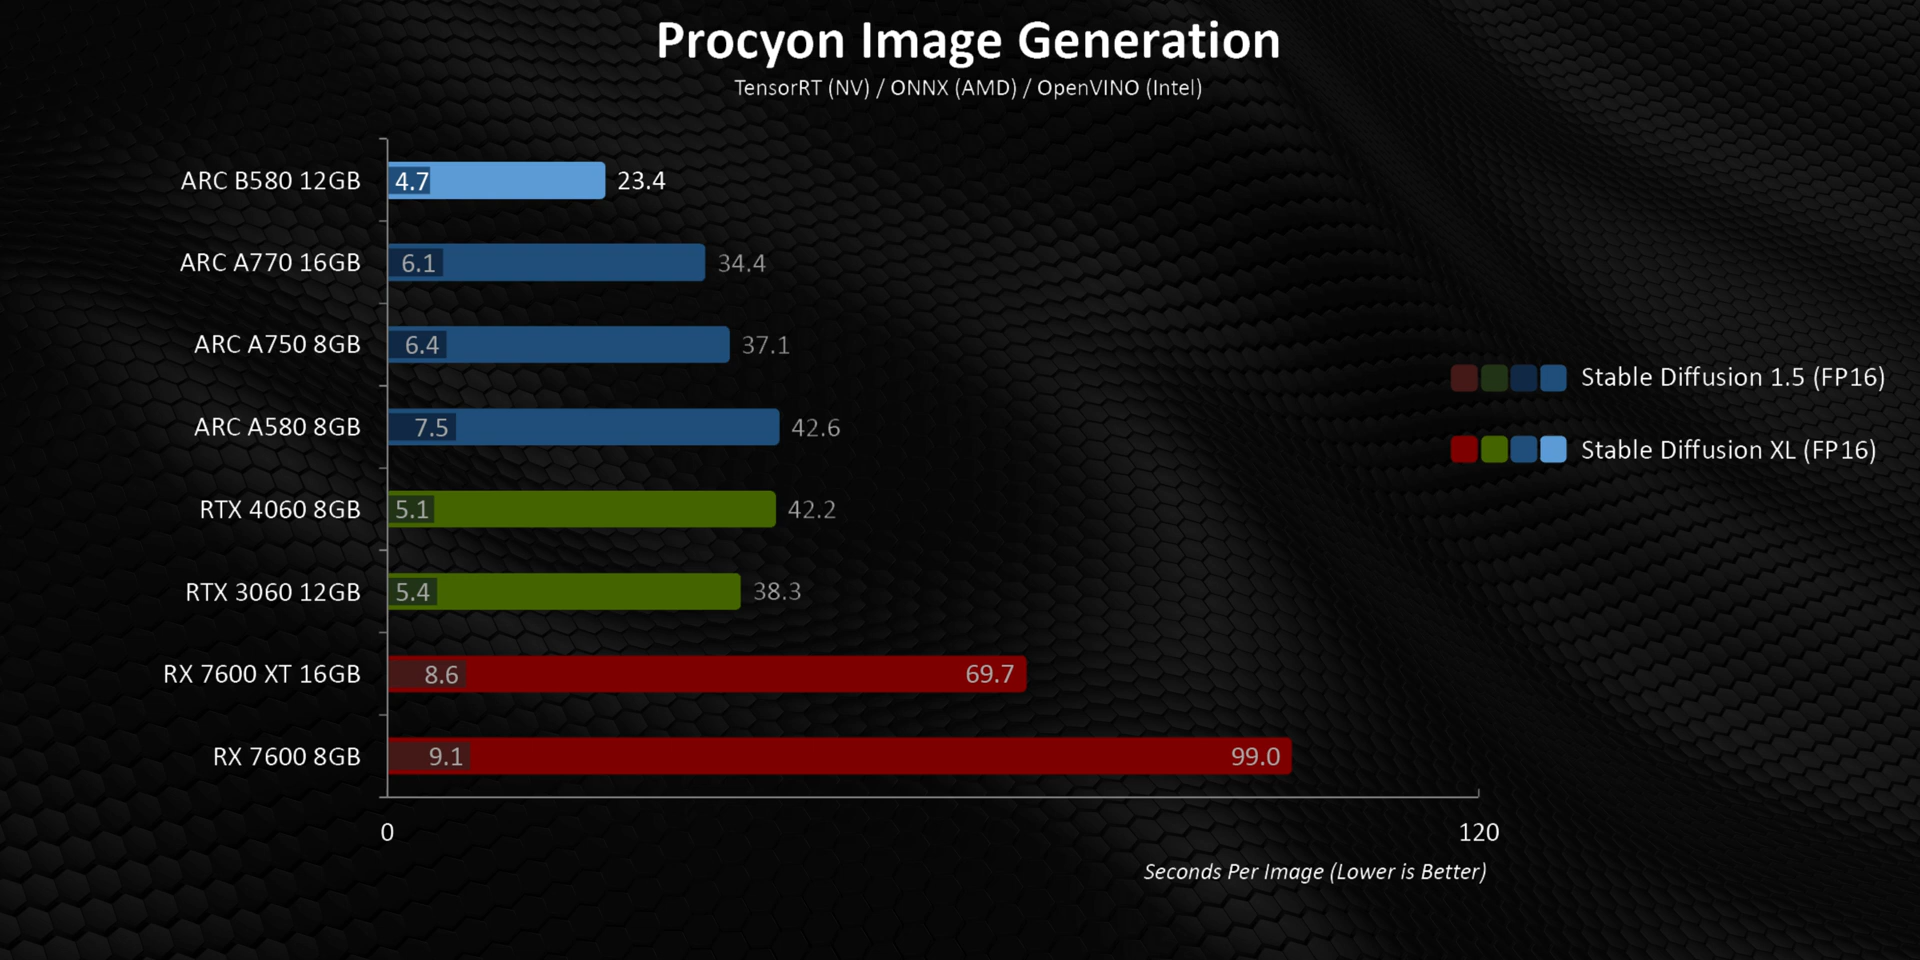 Procyon Image Generation
TensorRT (NV) / ONNX (AMD) / OpenVINO (Intel)
ARC B580 12GB 4.7 23.4
ARC A770 16GB 6.1 34.4
ARC A750 8GB 6.4 37.1
ARC A580 8GB 7.5 42.6
RTX 4060 8GB 5.1 42.2
RTX 3060 12GB 5.4 38.3
RX 7600 XT 16GB 8.6 69.7
RX 7600 8GB 9.1 99.0
0 120
Seconds Per Image (Lower is Better)
Stable Diffusion 1.5 (FP16)
Stable Diffusion XL (FP16)